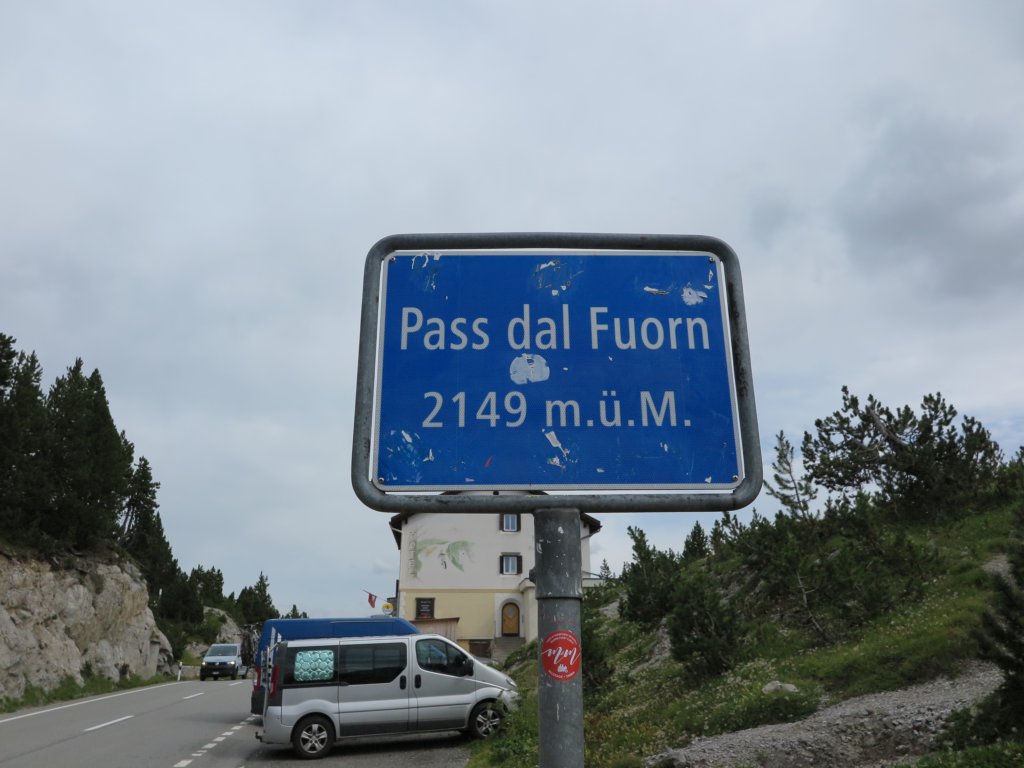 Pass dal Fuorn
2149 m.ü.M.